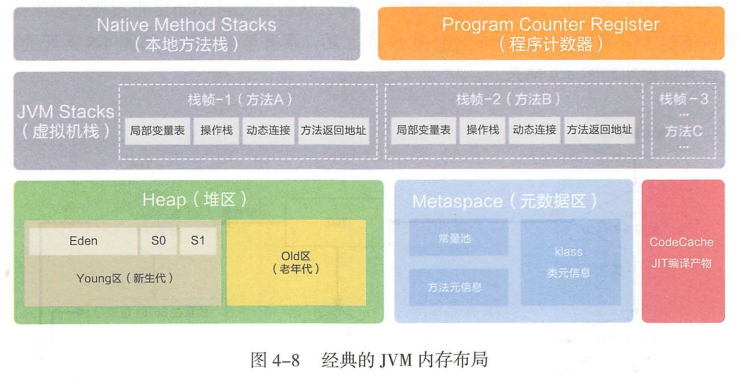 Native Method Stacks
（本地方法栈）
Program Counter Register
（程序计数器）
JVM Stacks
（虚拟机栈）
栈帧-1（方法A）
局部变量表 操作栈 动态连接 方法返回地址
栈帧-2（方法B）
局部变量表 操作栈 动态连接 方法返回地址
栈帧-3
...
方法C
...
Heap（堆区）
Eden S0 S1
Young区（新生代）
Old区
（老年代）
Metaspace（元数据区）
常量池
方法元信息
klass
类元信息
CodeCache
JIT编译产物
图 4-8 经典的 JVM 内存布局